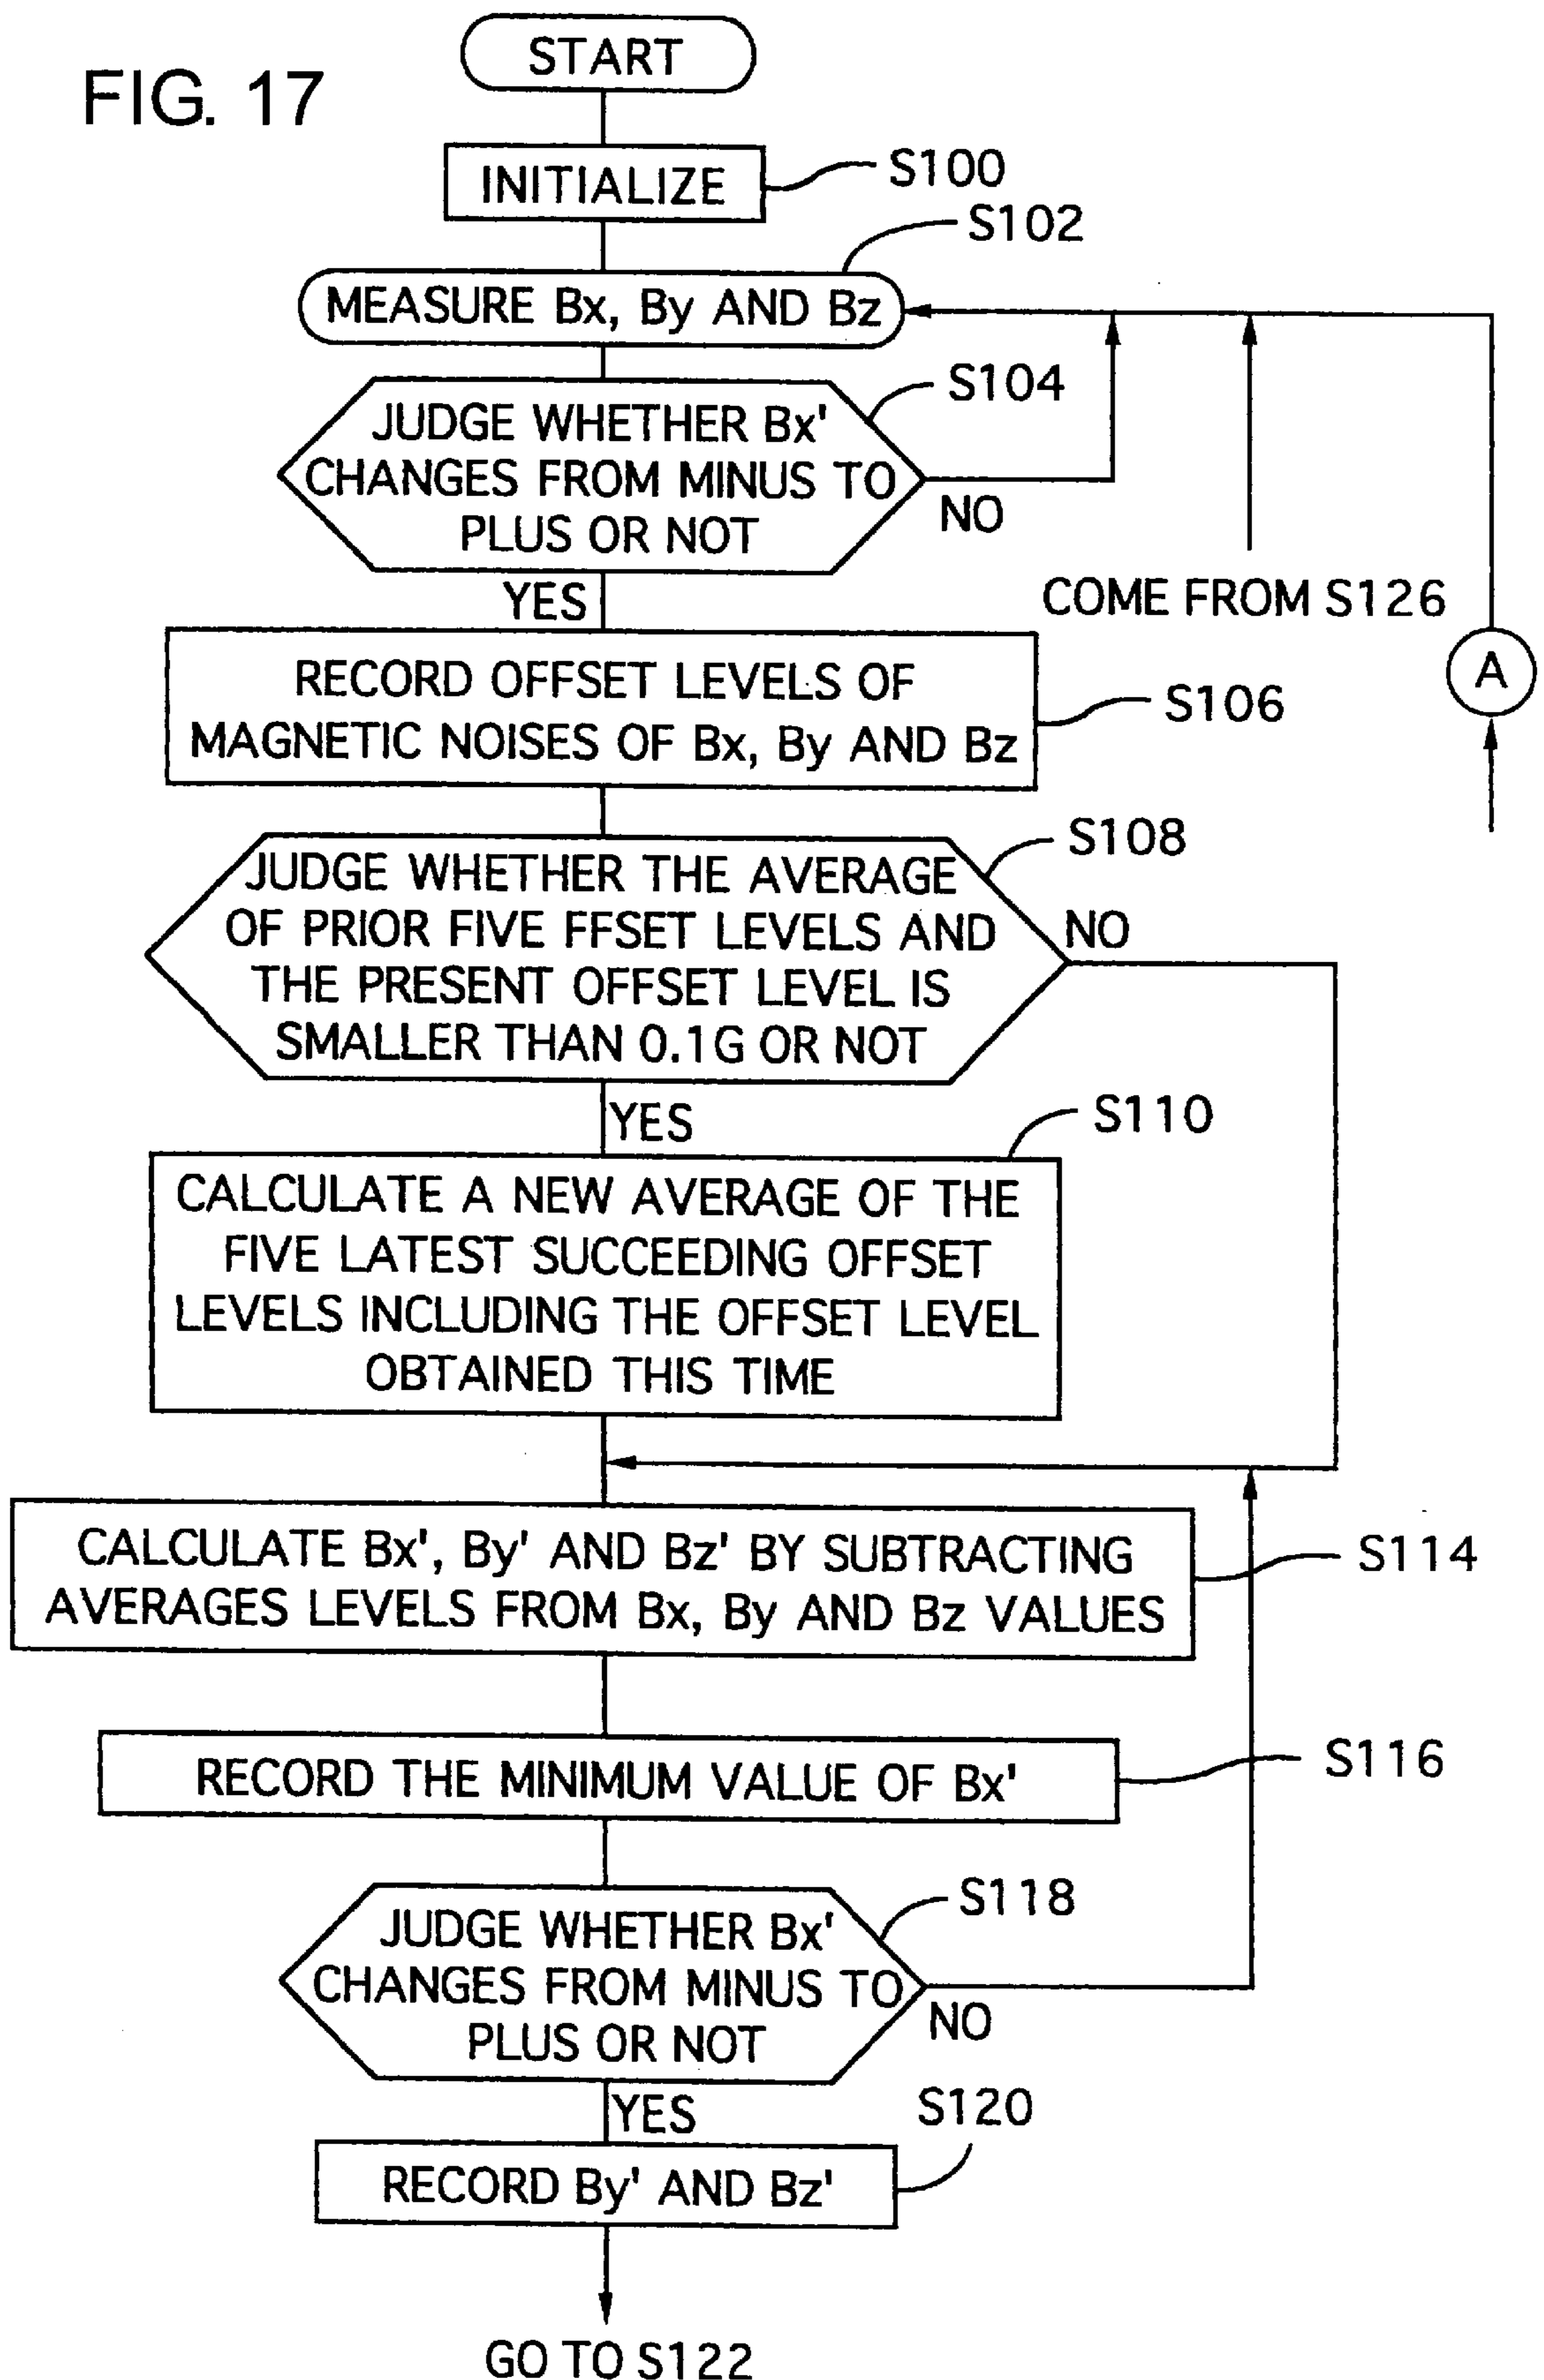 FIG. 17
START
INITIALIZE
S100
S102
MEASURE Bx, By AND Bz
S104
JUDGE WHETHER Bx'
CHANGES FROM MINUS TO
PLUS OR NOT
NO
YES
COME FROM S126
A
RECORD OFFSET LEVELS OF
MAGNETIC NOISES OF Bx, By AND Bz
S106
S108
JUDGE WHETHER THE AVERAGE
OF PRIOR FIVE FFSET LEVELS AND
THE PRESENT OFFSET LEVEL IS
SMALLER THAN 0.1G OR NOT
NO
YES
S110
CALCULATE A NEW AVERAGE OF THE
FIVE LATEST SUCCEEDING OFFSET
LEVELS INCLUDING THE OFFSET LEVEL
OBTAINED THIS TIME
CALCULATE Bx', By' AND Bz' BY SUBTRACTING
AVERAGES LEVELS FROM Bx, By AND Bz VALUES
S114
RECORD THE MINIMUM VALUE OF Bx'
S116
S118
JUDGE WHETHER Bx'
CHANGES FROM MINUS TO
PLUS OR NOT
NO
YES
S120
RECORD By' AND Bz'
GO TO S122